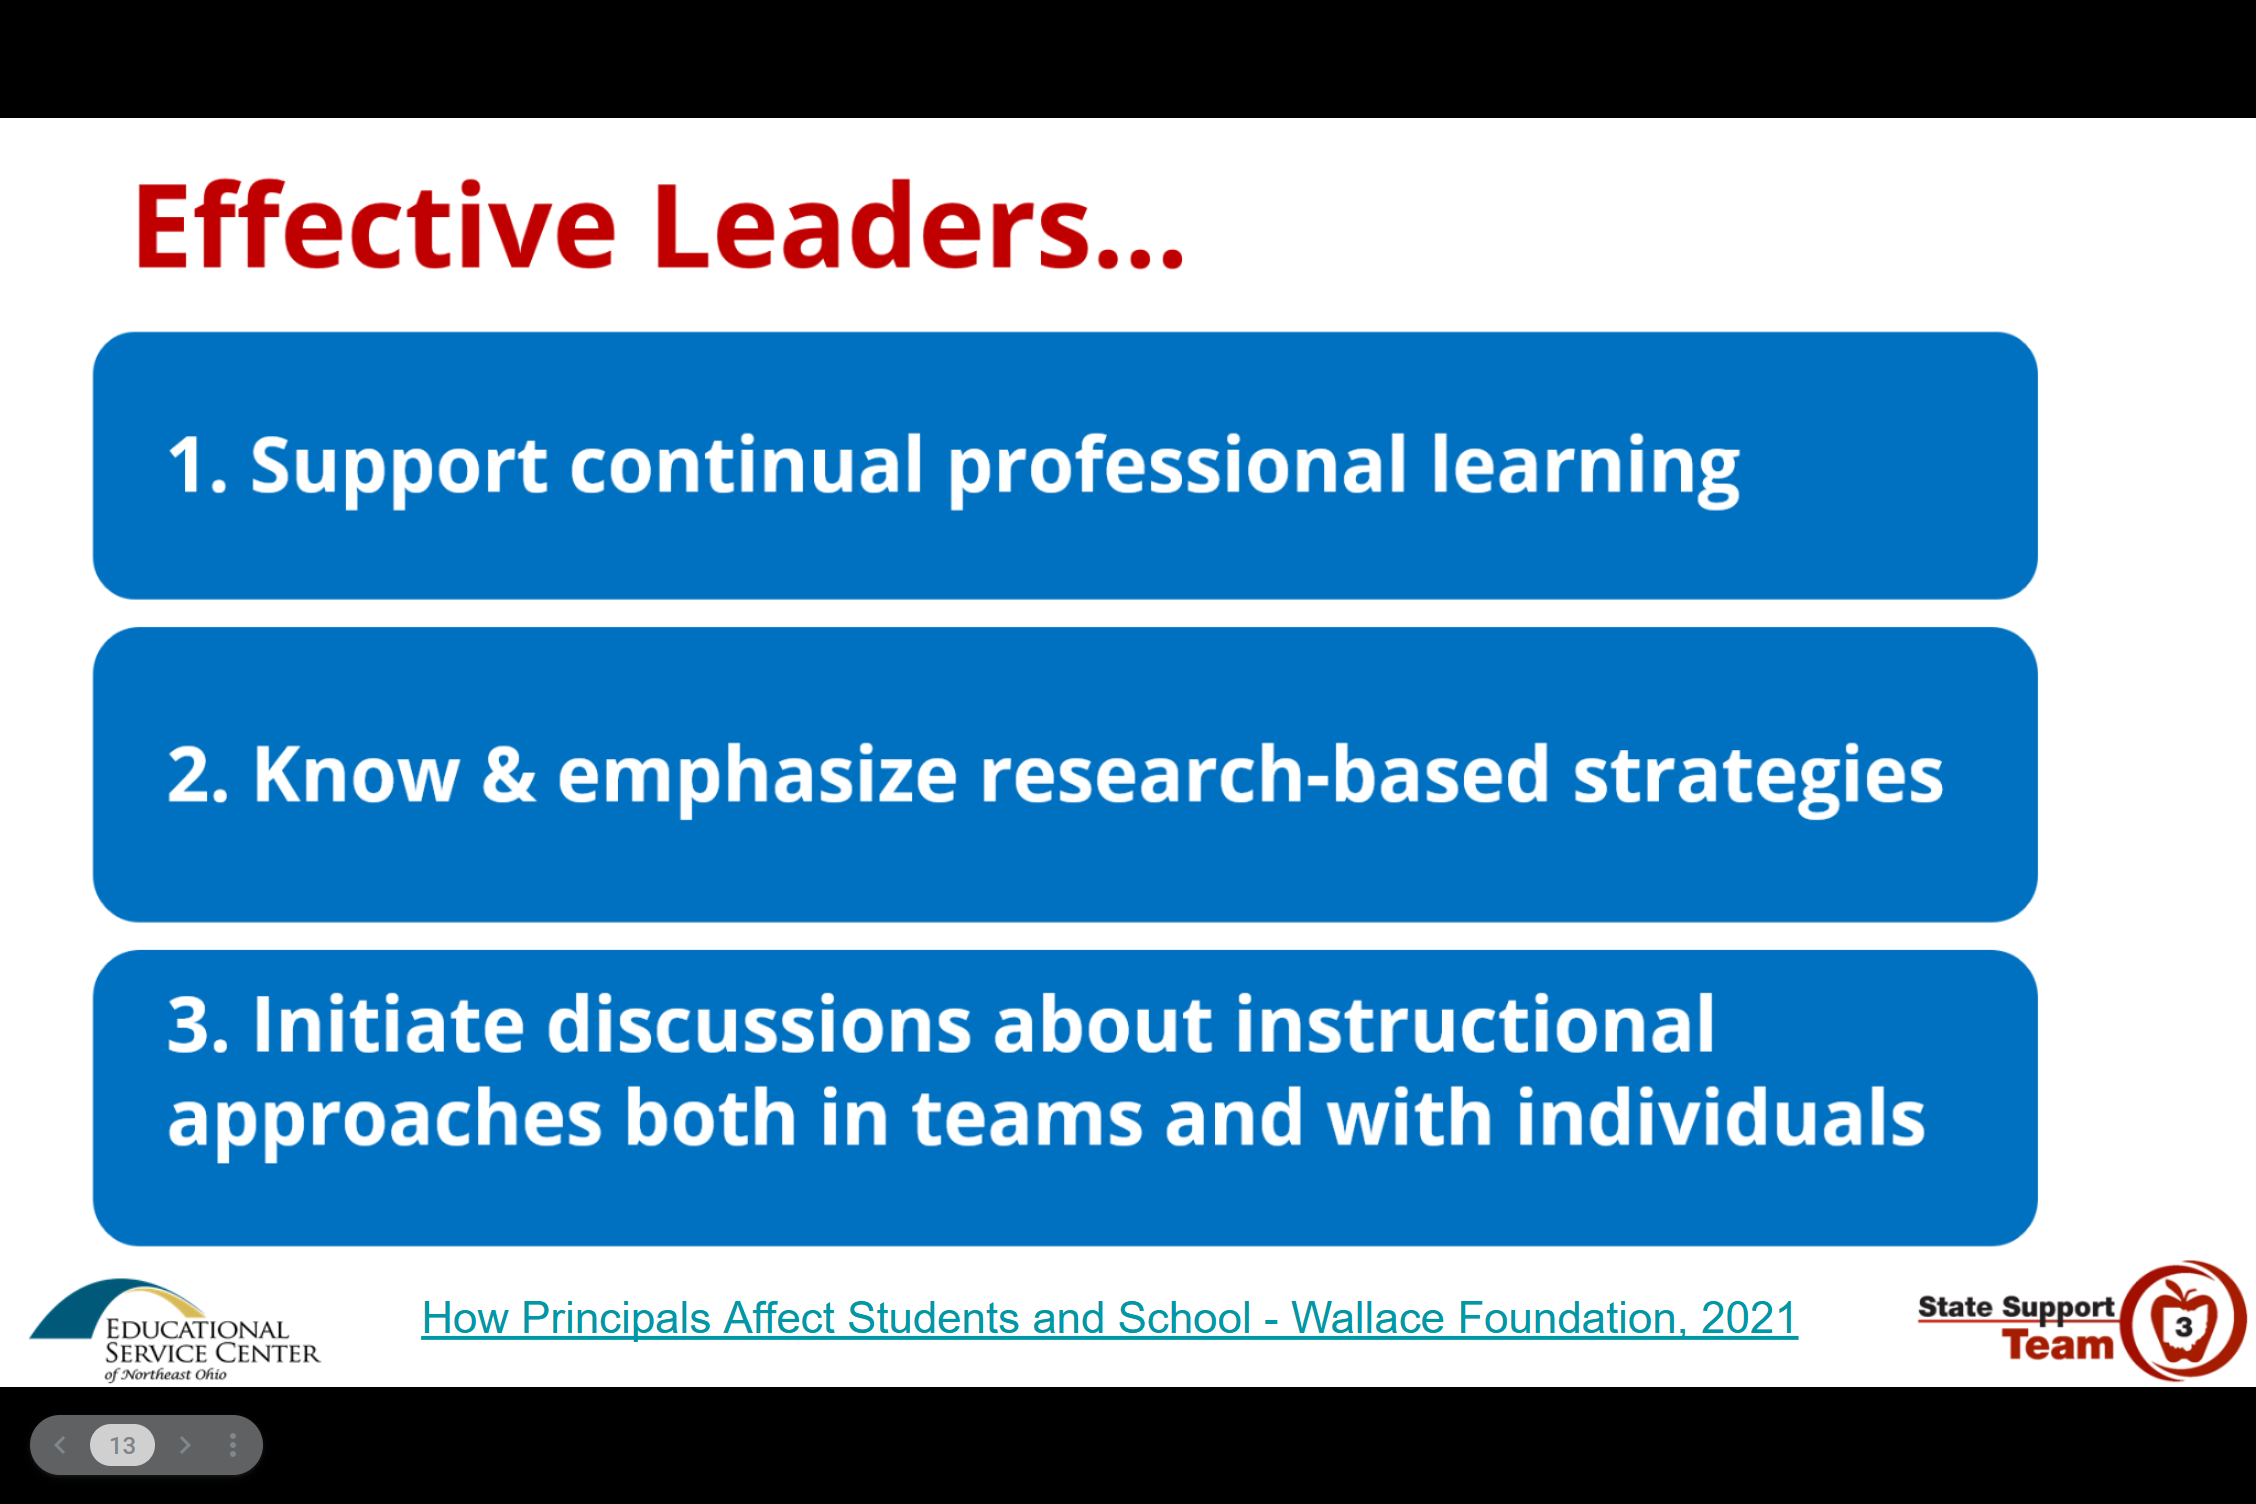 Effective Leaders...
1. Support continual professional learning
2. Know & emphasize research-based strategies
3. Initiate discussions about instructional
approaches both in teams and with individuals
EDUCATIONAL
SERVICE CENTER
of Northeast Ohio
How Principals Affect Students and School - Wallace Foundation, 2021
State Support
Team
3
13